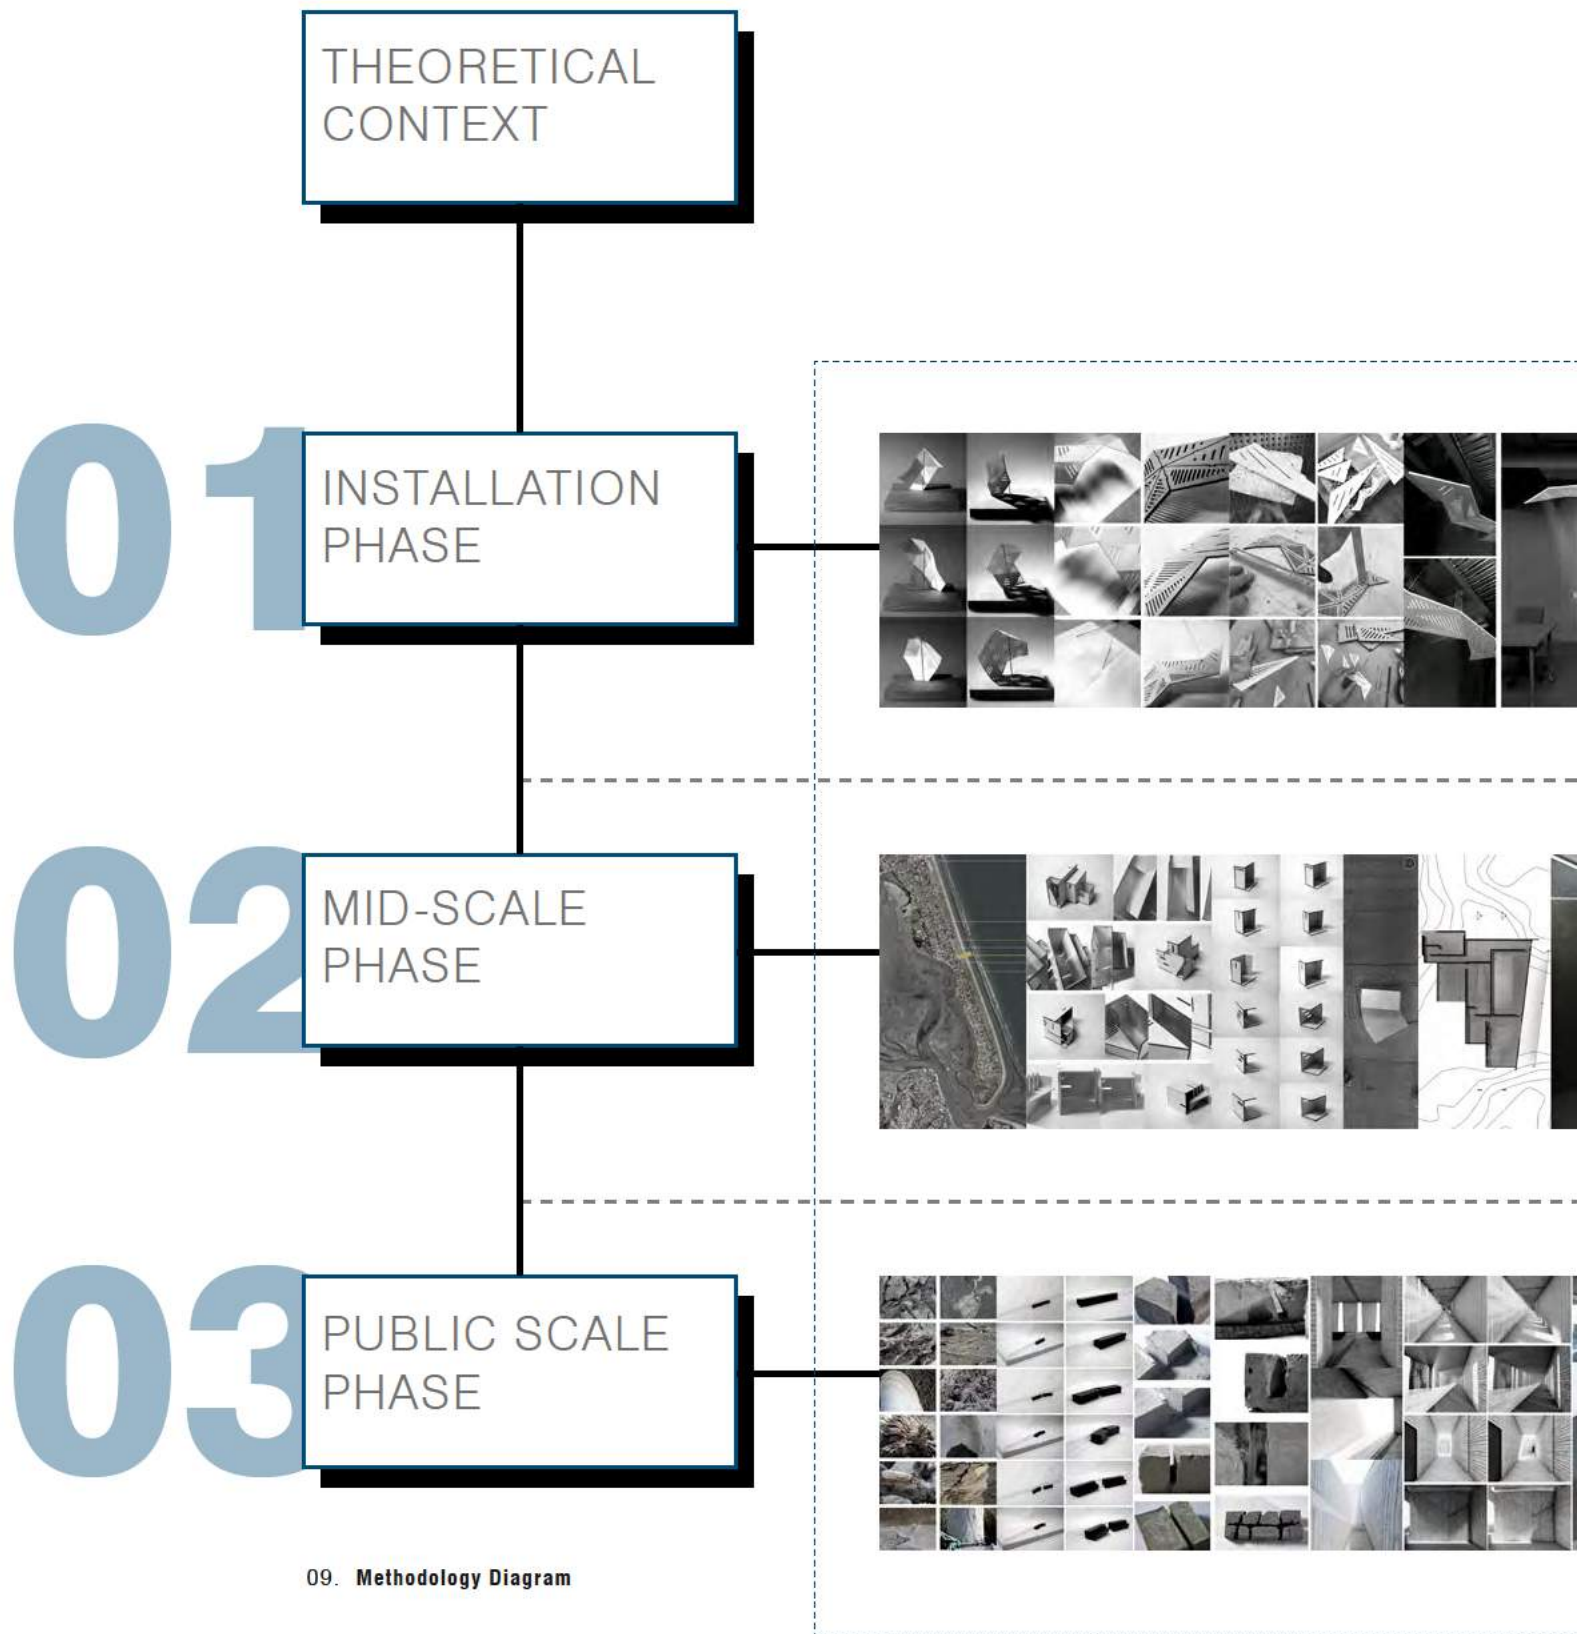 THEORETICAL
CONTEXT
01
INSTALLATION
PHASE
02
MID-SCALE
PHASE
03
PUBLIC SCALE
PHASE
09. Methodology Diagram